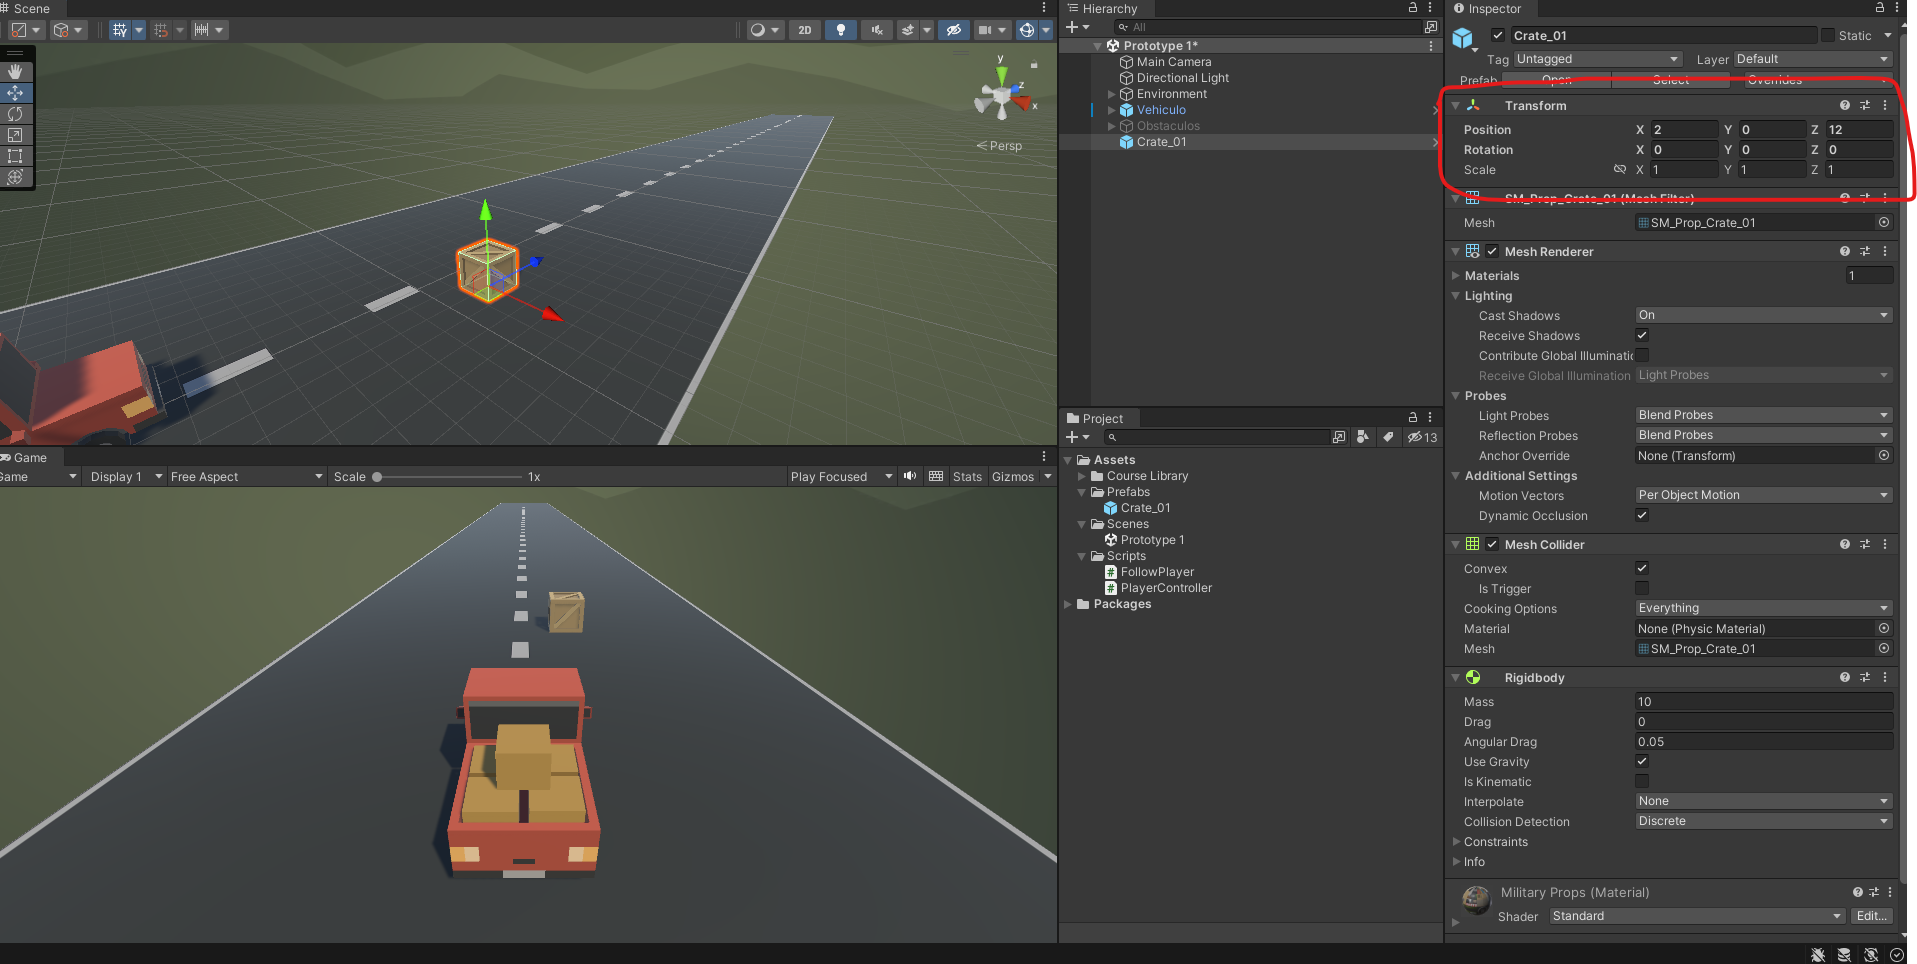 Scene
2D
y
z
x
Persp
Game
Game
Display 1
Free Aspect
Scale
1x
Play Focused
Stats
Gizmos
Hierarchy
All
Prototype 1*
Main Camera
Directional Light
Environment
Vehiculo
Obstaculos
Crate_01
Project
13
Assets
Course Library
Prefabs
Crate_01
Scenes
Prototype 1
Scripts
FollowPlayer
PlayerController
Packages
Inspector
Crate_01 Static
Tag Untagged Layer Default
Prefab Open Select Overrides
Transform
Position X 2 Y 0 Z 12
Rotation X 0 Y 0 Z 0
Scale X 1 Y 1 Z 1
SM_Prop_Crate_01 (Mesh Filter)
Mesh SM_Prop_Crate_01
Mesh Renderer
Materials 1
Lighting
Cast Shadows On
Receive Shadows
Contribute Global Illuminatic
Receive Global Illumination Light Probes
Probes
Light Probes Blend Probes
Reflection Probes Blend Probes
Anchor Override None (Transform)
Additional Settings
Motion Vectors Per Object Motion
Dynamic Occlusion
Mesh Collider
Convex
Is Trigger
Cooking Options Everything
Material None (Physic Material)
Mesh SM_Prop_Crate_01
Rigidbody
Mass 10
Drag 0
Angular Drag 0.05
Use Gravity
Is Kinematic
Interpolate None
Collision Detection Discrete
Constraints
Info
Military Props (Material)
Shader Standard Edit...